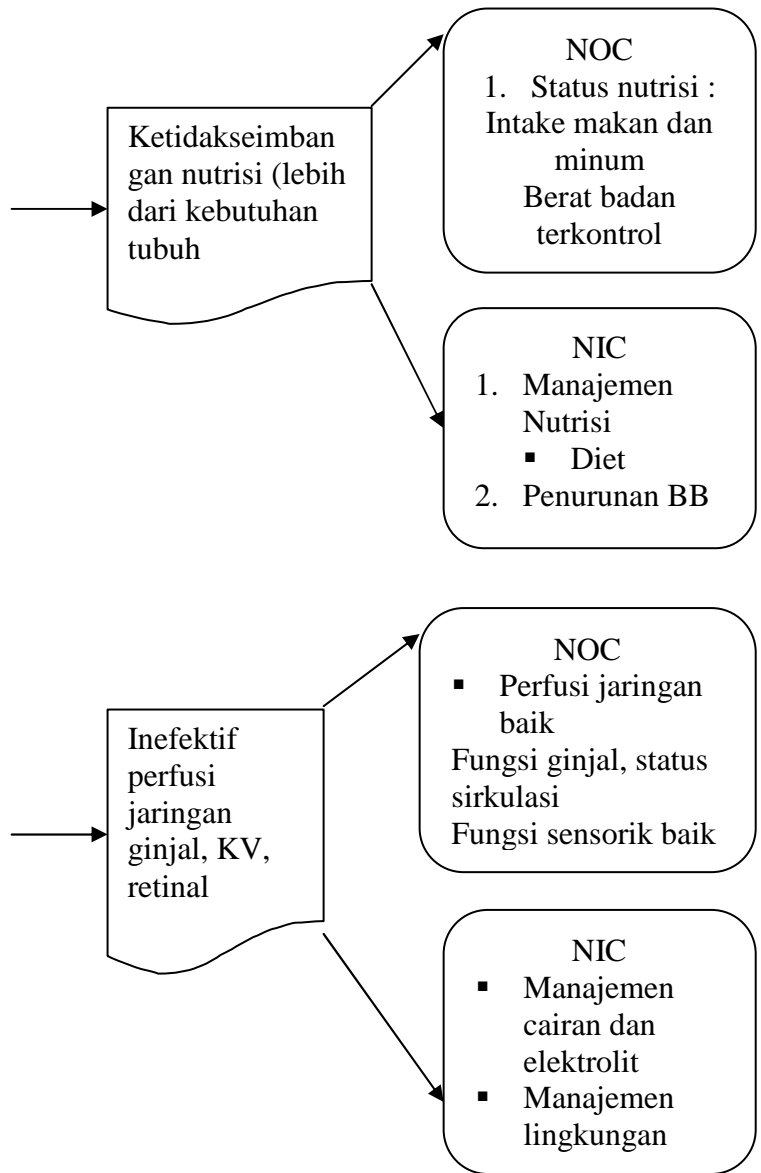 Ketidakseimban
gan nutrisi (lebih
dari kebutuhan
tubuh
NOC
1. Status nutrisi :
Intake makan dan
minum
Berat badan
terkontrol
NIC
1. Manajemen
Nutrisi
▪ Diet
2. Penurunan BB
Inefektif
perfusi
jaringan
ginjal, KV,
retinal
NOC
▪ Perfusi jaringan
baik
Fungsi ginjal, status
sirkulasi
Fungsi sensorik baik
NIC
▪ Manajemen
cairan dan
elektrolit
▪ Manajemen
lingkungan